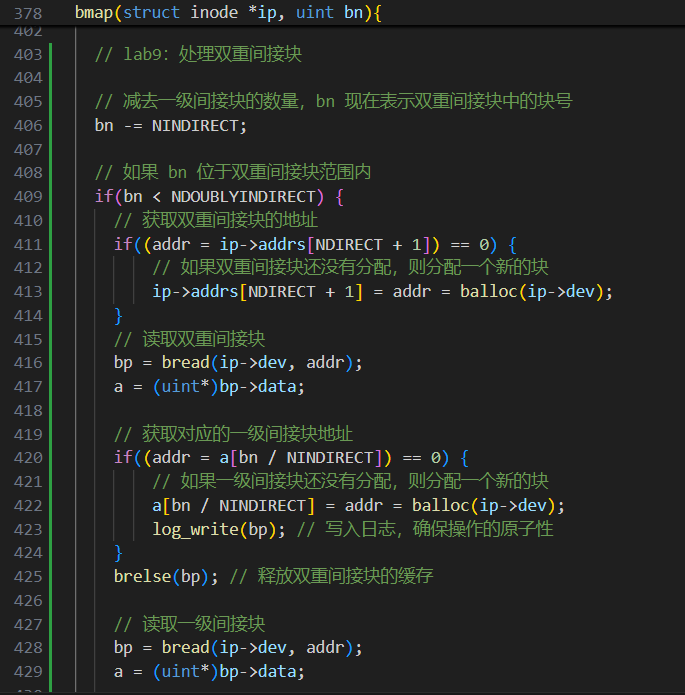 378 bmap(struct inode *ip, uint bn){
402
403 // lab9: 处理双重间接块
404
405 // 减去一级间接块的数量, bn 现在表示双重间接块中的块号
406 bn -= NINDIRECT;
407
408 // 如果 bn 位于双重间接块范围内
409 if(bn < NDOUBLYINDIRECT) {
410 // 获取双重间接块的地址
411 if((addr = ip->addrs[NDIRECT + 1]) == 0) {
412 // 如果双重间接块还没有分配, 则分配一个新的块
413 ip->addrs[NDIRECT + 1] = addr = balloc(ip->dev);
414 }
415 // 读取双重间接块
416 bp = bread(ip->dev, addr);
417 a = (uint*)bp->data;
418
419 // 获取对应的一级间接块地址
420 if((addr = a[bn / NINDIRECT]) == 0) {
421 // 如果一级间接块还没有分配, 则分配一个新的块
422 a[bn / NINDIRECT] = addr = balloc(ip->dev);
423 log_write(bp); // 写入日志, 确保操作的原子性
424 }
425 brelse(bp); // 释放双重间接块的缓存
426
427 // 读取一级间接块
428 bp = bread(ip->dev, addr);
429 a = (uint*)bp->data;